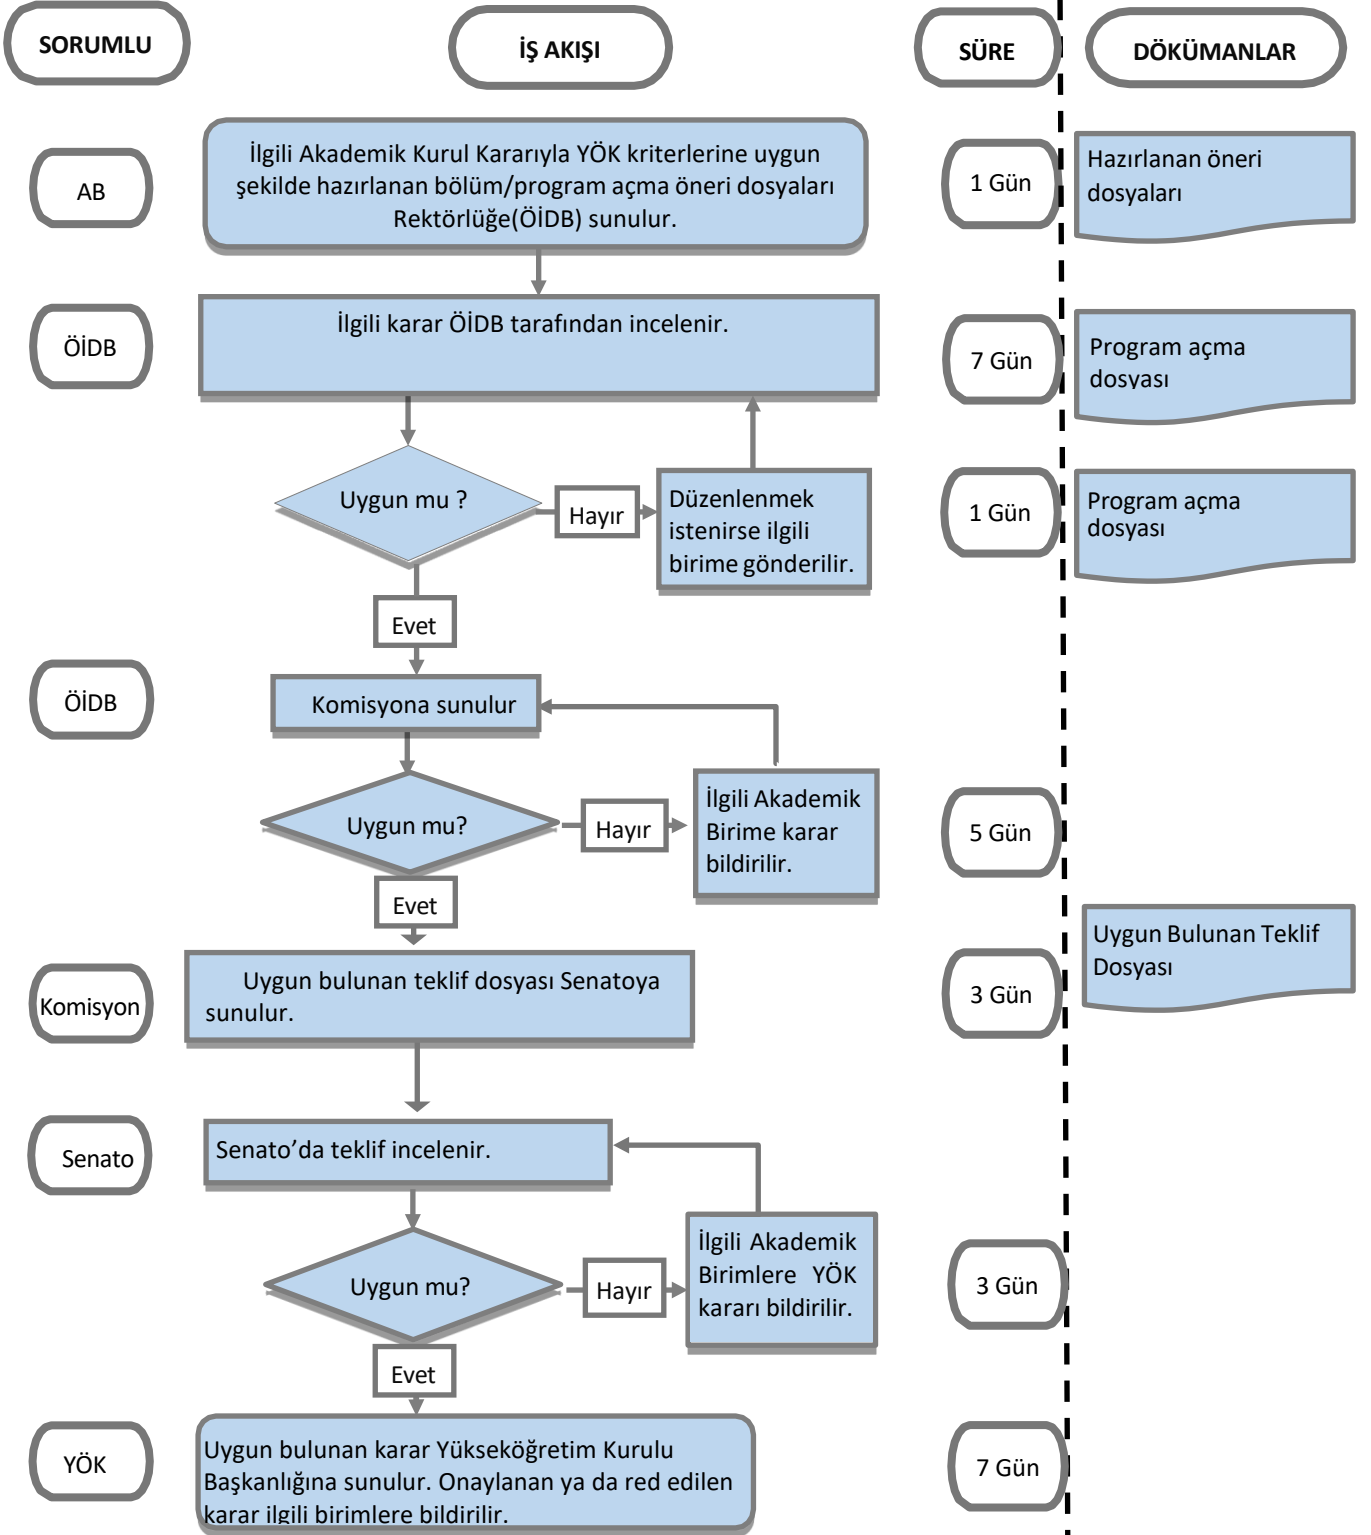 SORUMLU
İŞ AKIŞI
SÜRE
DÖKÜMANLAR
AB
İlgili Akademik Kurul Kararıyla YÖK kriterlerine uygun
şekilde hazırlanan bölüm/program açma öneri dosyaları
Rektörlüğe(ÖİDB) sunulur.
1 Gün
Hazırlanan öneri
dosyaları
ÖİDB
İlgili karar ÖİDB tarafından incelenir.
7 Gün
Program açma
dosyası
Uygun mu ?
Hayır
Düzenlenmek
istenirse ilgili
birime gönderilir.
1 Gün
Program açma
dosyası
Evet
ÖİDB
Komisyona sunulur
Uygun mu?
Hayır
İlgili Akademik
Birime karar
bildirilir.
5 Gün
Evet
Komisyon
Uygun bulunan teklif dosyası Senatoya
sunulur.
3 Gün
Uygun Bulunan Teklif
Dosyası
Senato
Senato’da teklif incelenir.
Uygun mu?
Hayır
İlgili Akademik
Birimlere YÖK
kararı bildirilir.
3 Gün
Evet
YÖK
Uygun bulunan karar Yükseköğretim Kurulu
Başkanlığına sunulur. Onaylanan ya da red edilen
karar ilgili birimlere bildirilir.
7 Gün